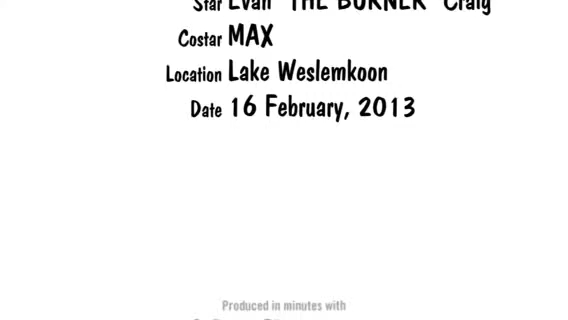 Star Evan "THE BURNER" Craig
Costar MAX
Location Lake Weslemkoon
Date 16 February, 2013
Produced in minutes with